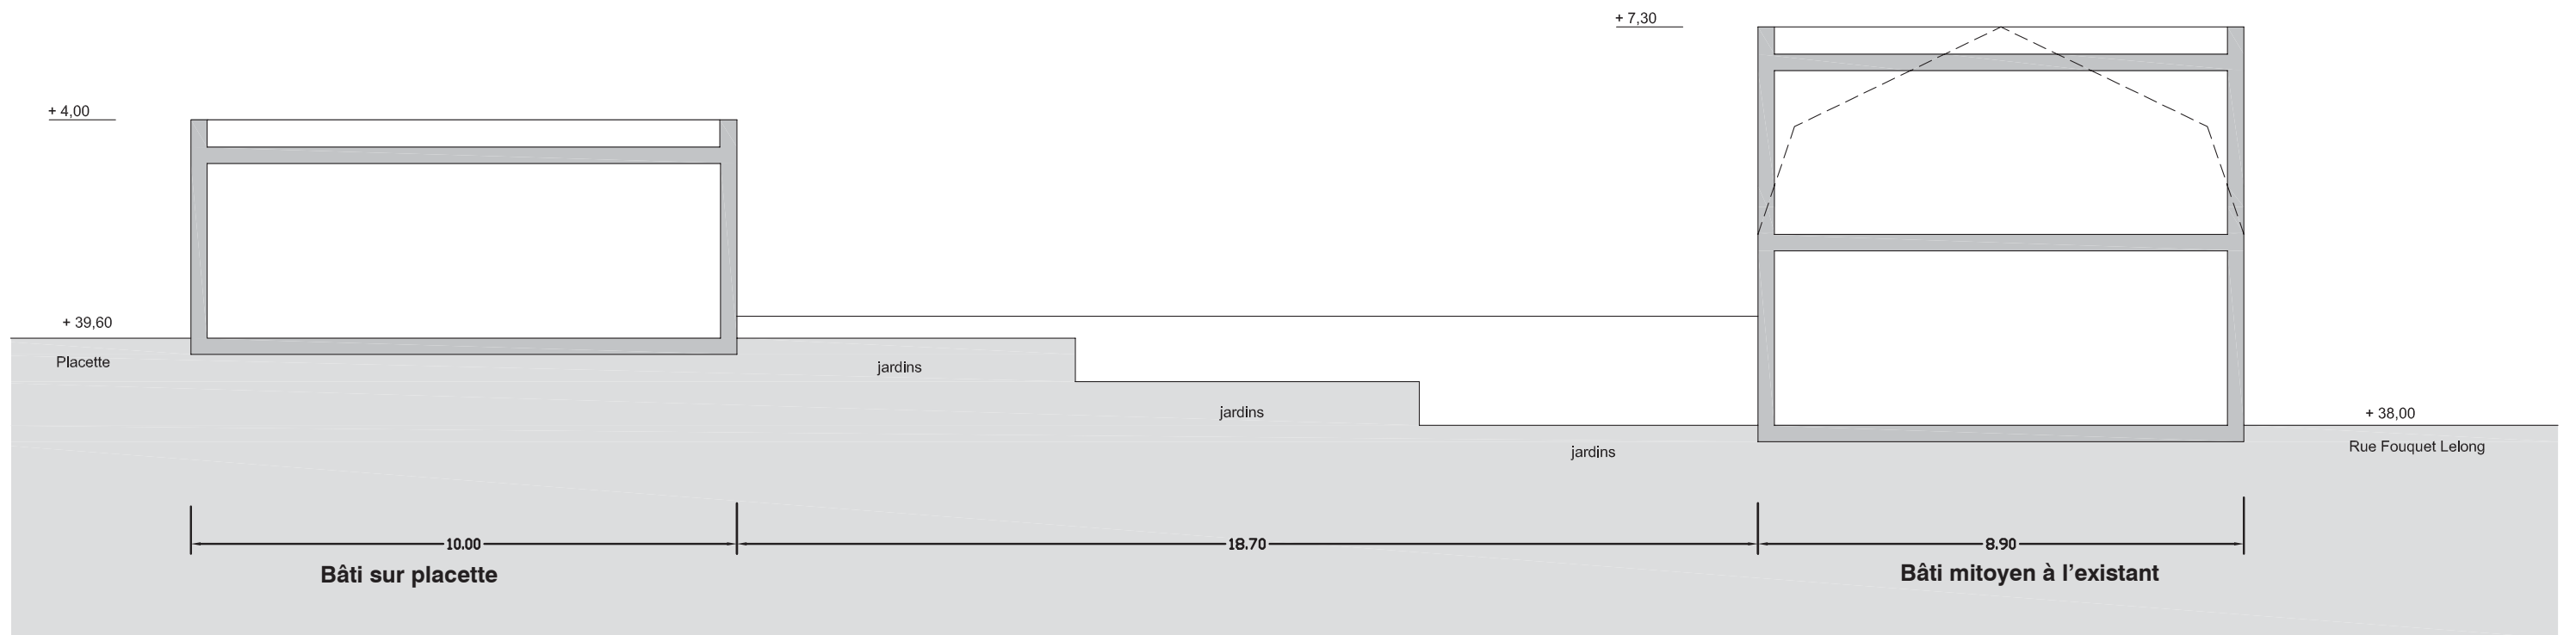 + 7,30
+ 4,00
+ 39,60
Placette
jardins
jardins
jardins
+ 38,00
Rue Fouquet Lelong
10.00
18.70
8.90
Bâti sur placette
Bâti mitoyen à l’existant